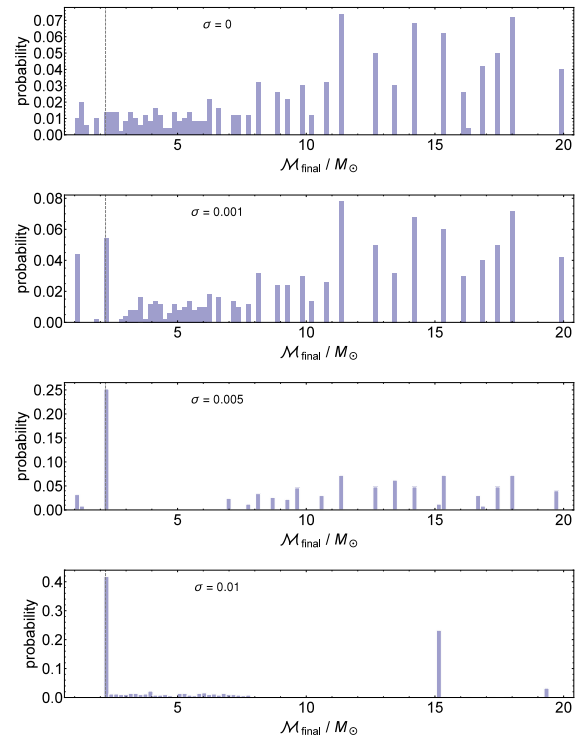 0.07
0.06
0.05
0.04
0.03
0.02
0.01
0.00
probability
σ = 0
5 10 15 20
ℳfinal / M⊙
0.08
0.06
0.04
0.02
0.00
probability
σ = 0.001
5 10 15 20
ℳfinal / M⊙
0.25
0.20
0.15
0.10
0.05
0.00
probability
σ = 0.005
5 10 15 20
ℳfinal / M⊙
0.4
0.3
0.2
0.1
0.0
probability
σ = 0.01
5 10 15 20
ℳfinal / M⊙